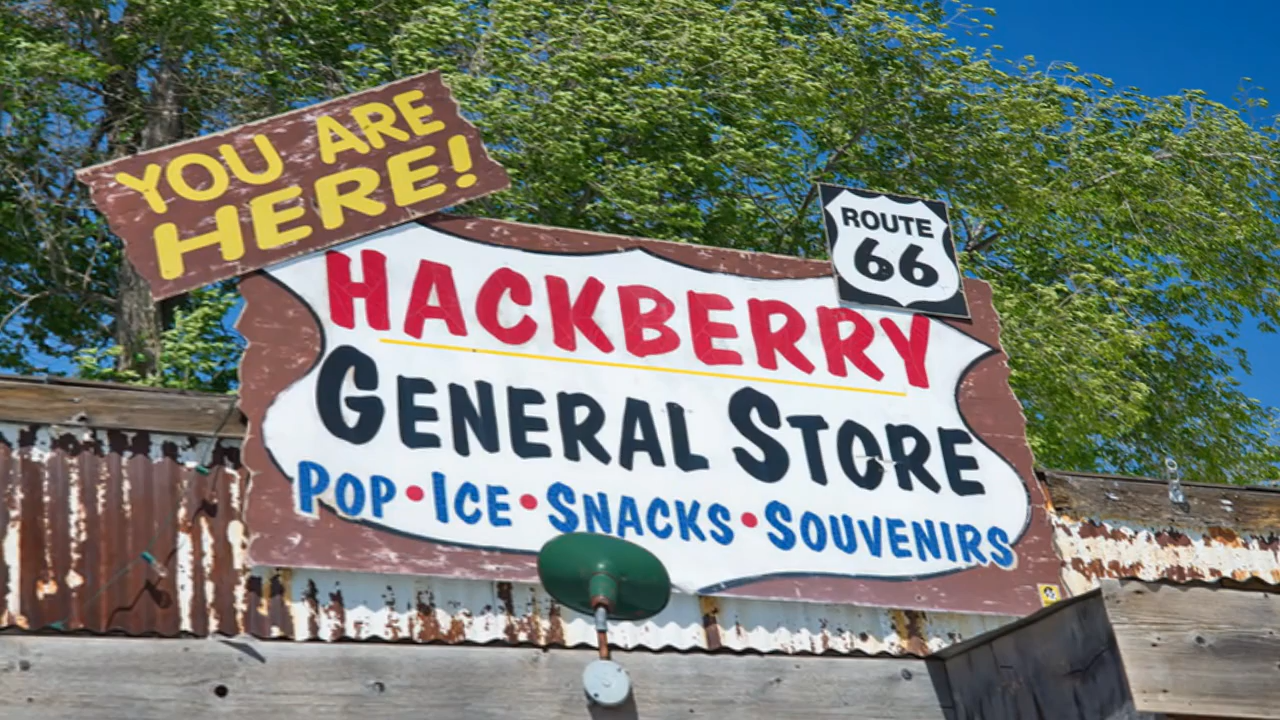 YOU ARE
HERE!
ROUTE
66
HACKBERRY
GENERAL STORE
POP • ICE • SNACKS • SOUVENIRS